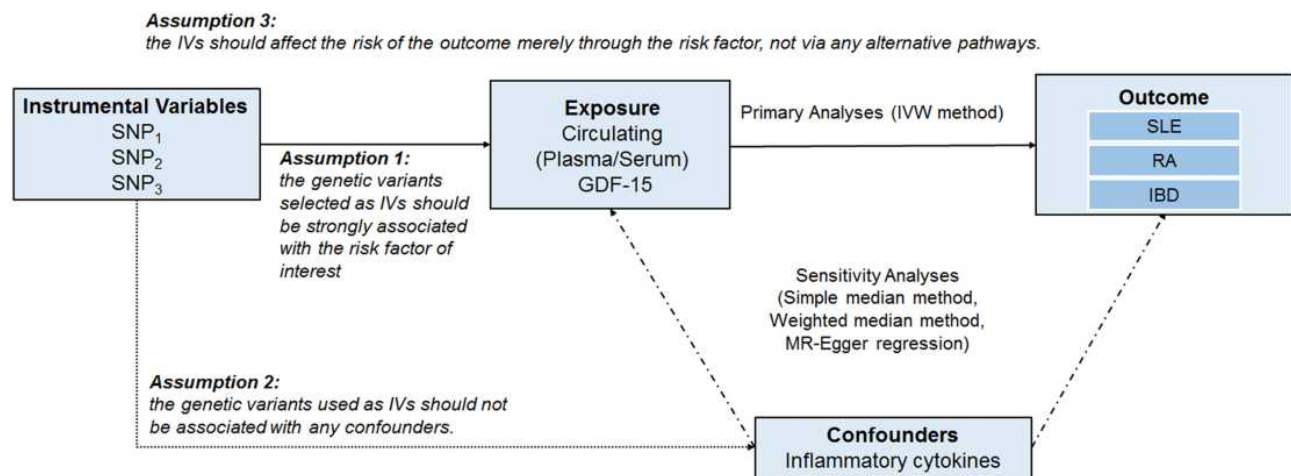 Assumption 3:
the IVs should affect the risk of the outcome merely through the risk factor, not via any alternative pathways.
Instrumental Variables
SNP₁
SNP₂
SNP₃
Assumption 1:
the genetic variants
selected as IVs should
be strongly associated
with the risk factor of
interest
Exposure
Circulating
(Plasma/Serum)
GDF-15
Primary Analyses (IVW method)
Outcome
SLE
RA
IBD
Sensitivity Analyses
(Simple median method,
Weighted median method,
MR-Egger regression)
Assumption 2:
the genetic variants used as IVs should not
be associated with any confounders.
Confounders
Inflammatory cytokines